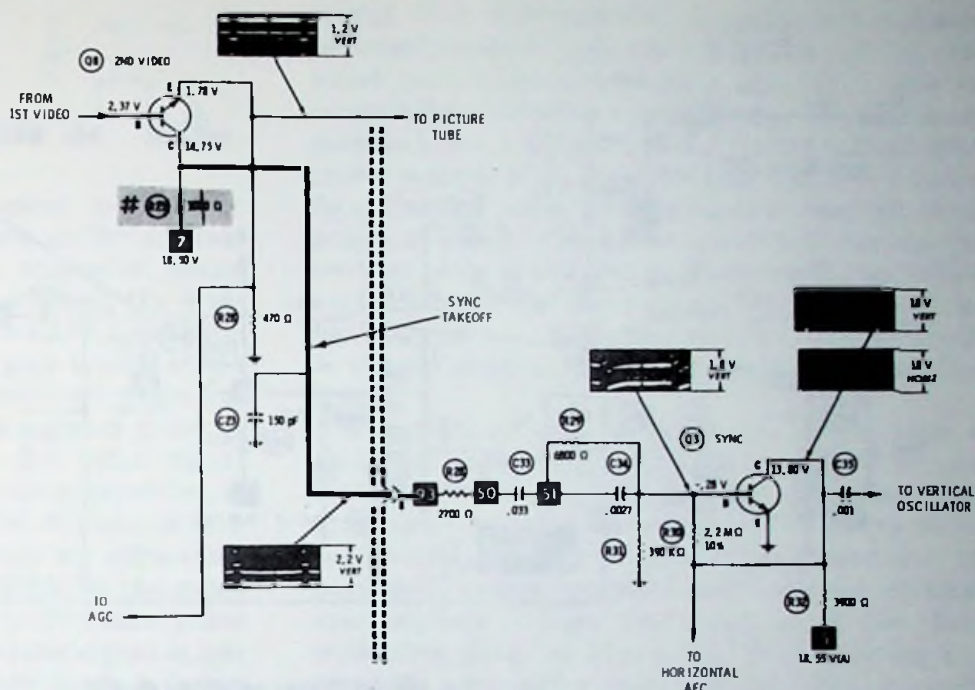 1,2 V
VERT
Q8 2ND VIDEO
E
1,78 V
FROM
1ST VIDEO
2,37 V
B
C
14,75 V
TO PICTURE
TUBE
#
7
18,50 V
SYNC
TAKEOFF
470 Ω
C23
150 pF
2,2 V
VERT
TO
AGC
R28
2700 Ω
50
C33
.033
51
R29
6800 Ω
C34
.0027
R31
390 KΩ
1,8 V
VERT
Q3 SYNC
-,28 V
B
C
13,80 V
E
R30
2,2 MΩ
10%
18 V
VERT
18 V
HORIZ
C35
.001
TO VERTICAL
OSCILLATOR
R32
3900 Ω
18,55 V(A)
TO
HORIZONTAL
AFC